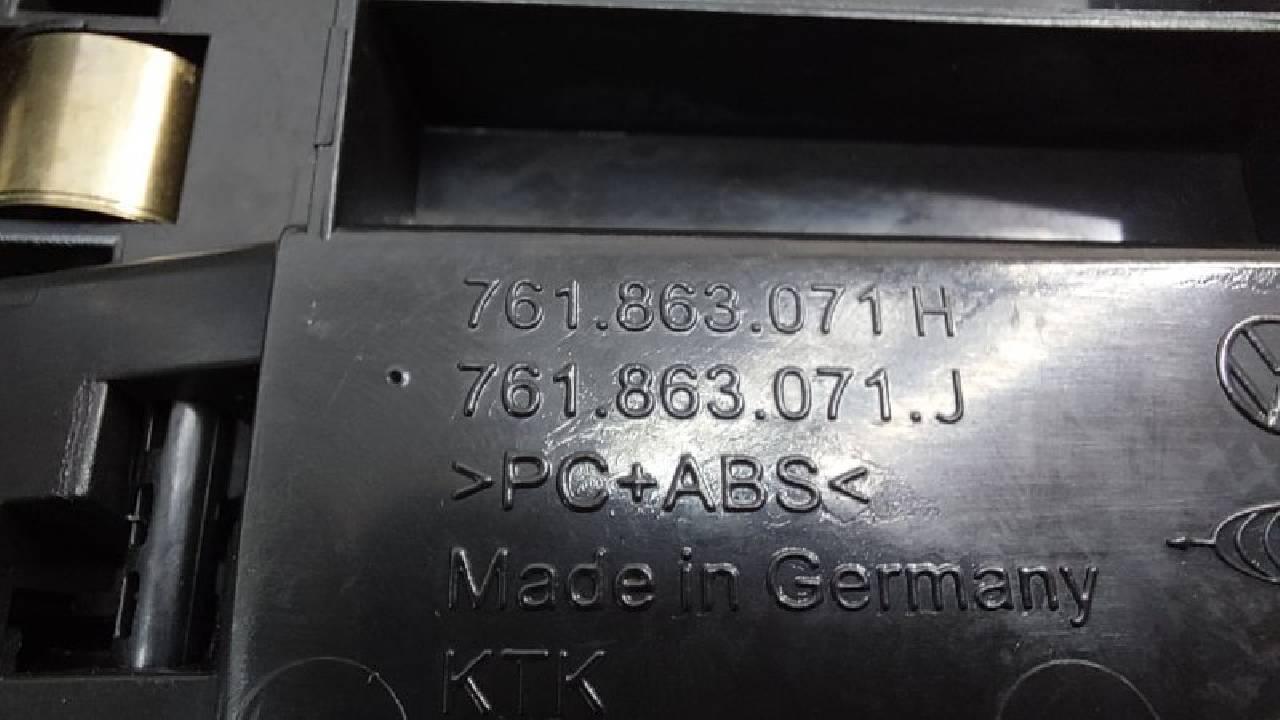 761.863.071 H
761.863.071.J
>PC+ABS<
Made in Germany
KTK